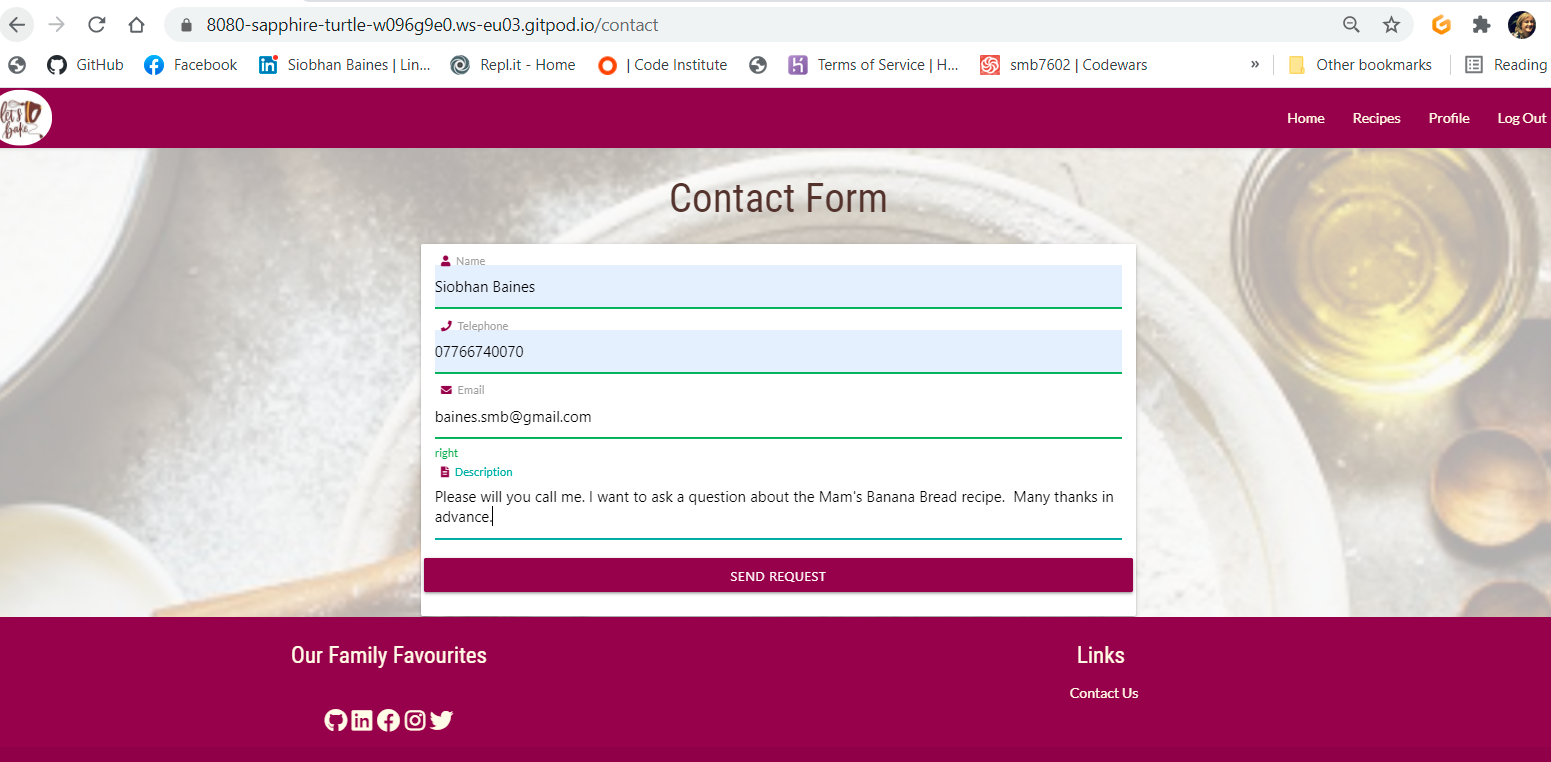 8080-sapphire-turtle-w096g9e0.ws-eu03.gitpod.io/contact
GitHub
Facebook
Siobhan Baines | Lin...
Repl.it - Home
| Code Institute
Terms of Service | H...
smb7602 | Codewars
»
Other bookmarks
Reading
let's
bake
Home
Recipes
Profile
Log Out
Contact Form
Name
Siobhan Baines
Telephone
07766740070
Email
baines.smb@gmail.com
right
Description
Please will you call me. I want to ask a question about the Mam's Banana Bread recipe.  Many thanks in
advance.
SEND REQUEST
Our Family Favourites
Links
Contact Us